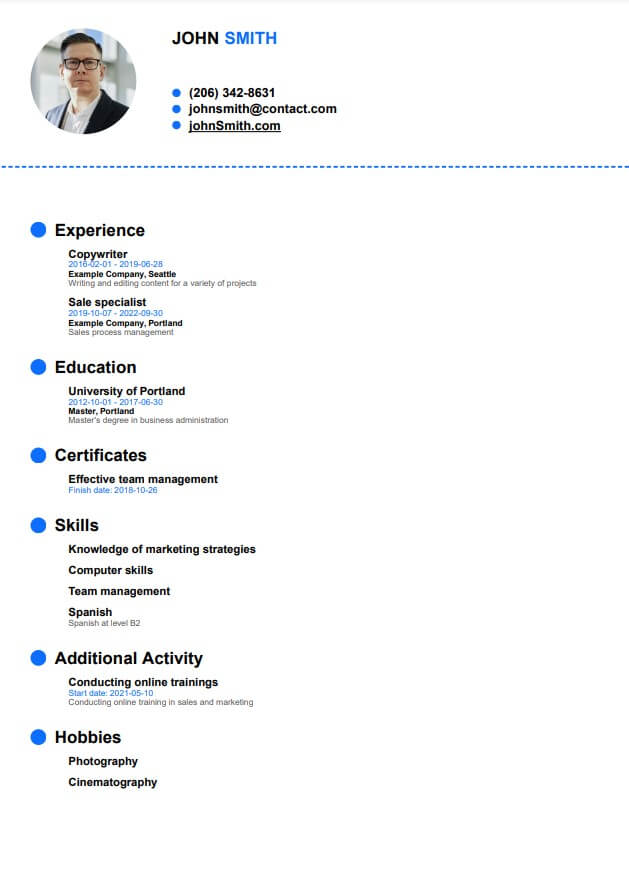 JOHN SMITH
(206) 342-8631
johnsmith@contact.com
johnSmith.com
Experience
Copywriter
2016-02-01 - 2019-06-28
Example Company, Seattle
Writing and editing content for a variety of projects
Sale specialist
2019-10-07 - 2022-09-30
Example Company, Portland
Sales process management
Education
University of Portland
2012-10-01 - 2017-06-30
Master, Portland
Master's degree in business administration
Certificates
Effective team management
Finish date: 2018-10-26
Skills
Knowledge of marketing strategies
Computer skills
Team management
Spanish
Spanish at level B2
Additional Activity
Conducting online trainings
Start date: 2021-05-10
Conducting online training in sales and marketing
Hobbies
Photography
Cinematography